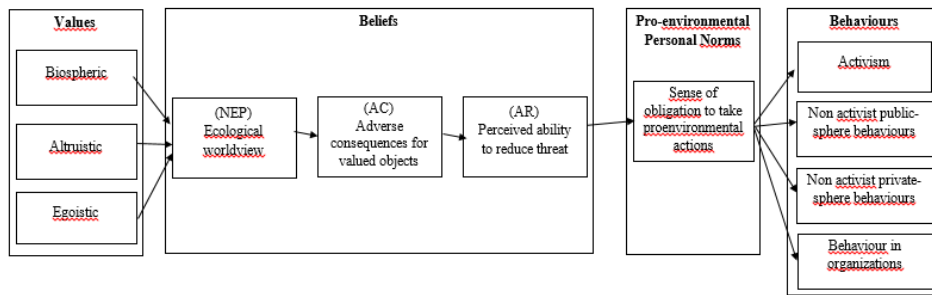 Values
Biospheric
Altruistic
Egoistic
Beliefs
(NEP)
Ecological
worldview
(AC)
Adverse
consequences for
valued objects
(AR)
Perceived ability
to reduce threat
Pro-environmental
Personal Norms
Sense of
obligation to take
proenvironmental
actions
Behaviours
Activism
Non activist public-
sphere behaviours
Non activist private-
sphere behaviours
Behaviour in
organizations